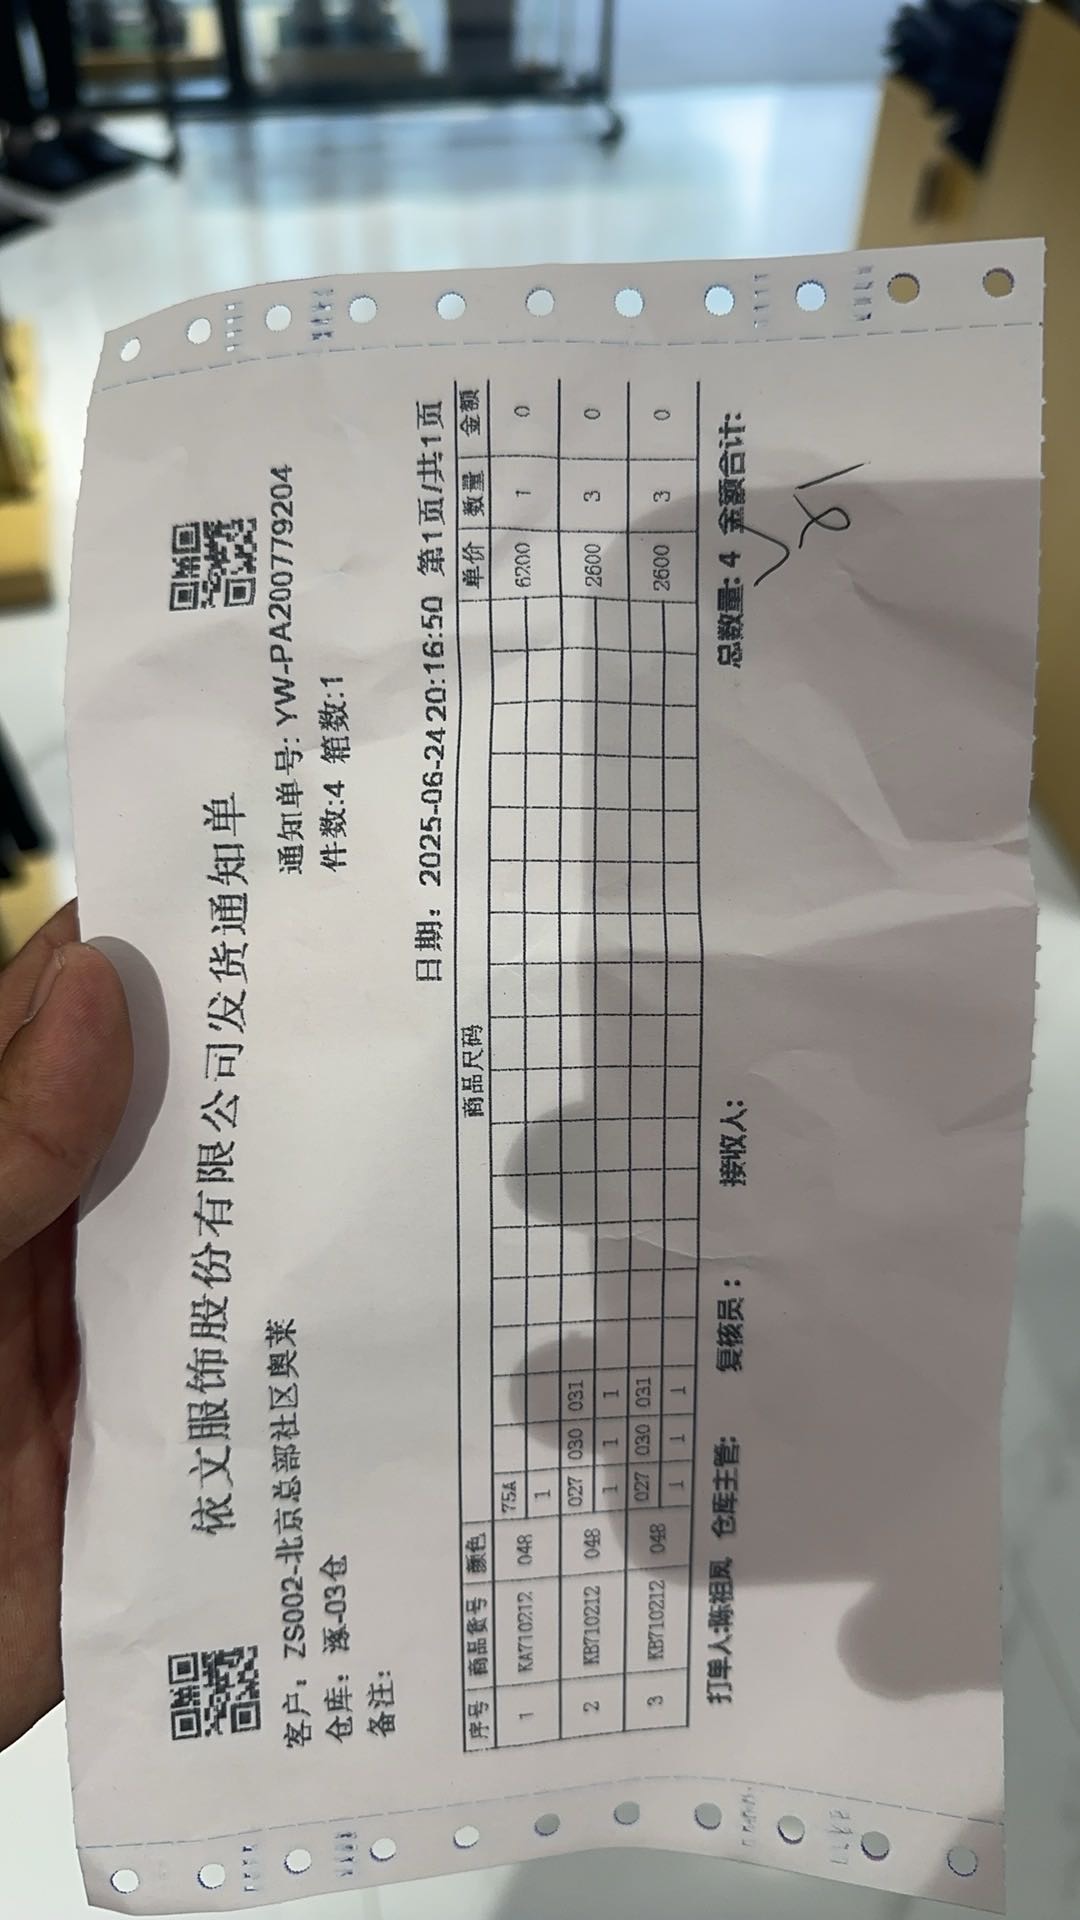 依文服饰股份有限公司发货通知单
客户：ZS002-北京总部社区奥莱 通知单号：YW-PA200779204
仓库：涿-03仓 件数:4 箱数:1
备注:
日期：2025-06-24 20:16:50 第1页/共1页
序号 商品货号 颜色 商品尺码 单价 数量 金额
1 KA710212 048 75A 6200 1 0
1
2 KB710212 048 027 030 031 2600 3 0
1 1 1
3 KB710212 048 027 030 031 2600 3 0
1 1 1
打单人:陈祖凤 仓库主管: 复核员： 接收人: 总数量: 4 金额合计: